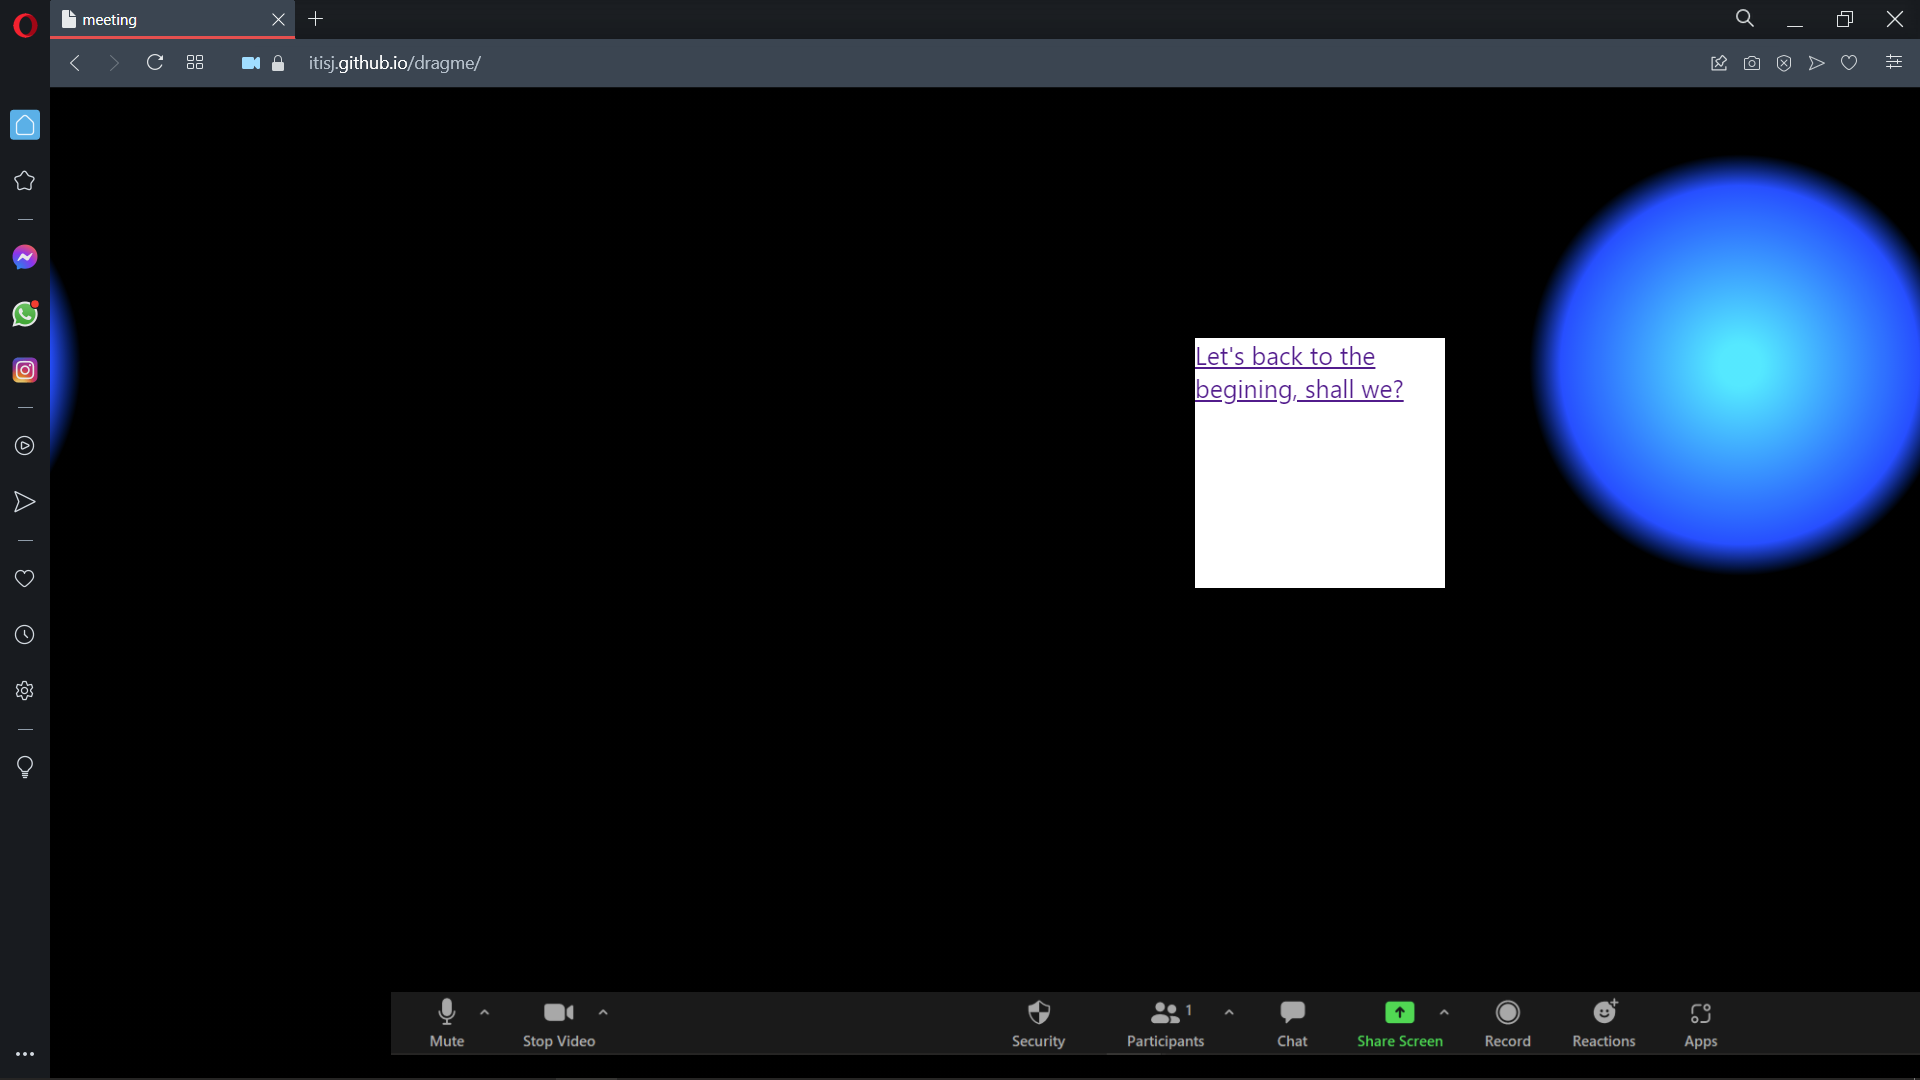 meeting
itisj.github.io/dragme/
Let's back to the
begining, shall we?
1
Mute
Stop Video
Security
Participants
Chat
Share Screen
Record
Reactions
Apps